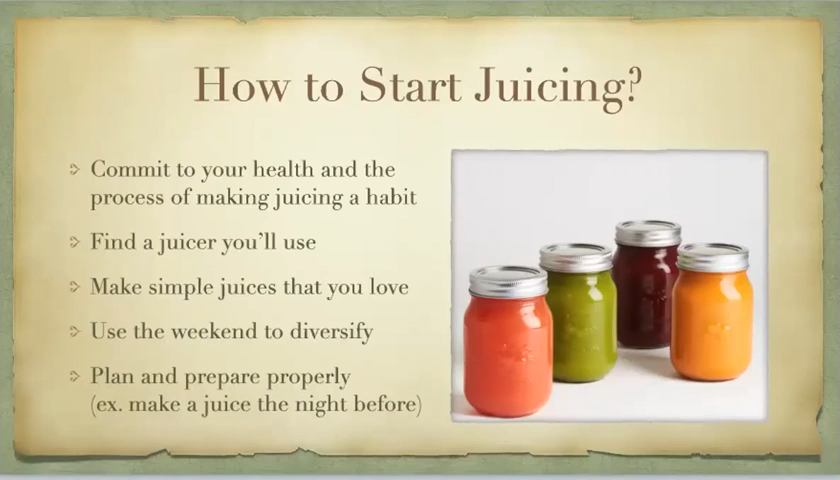 How to Start Juicing?
Commit to your health and the
process of making juicing a habit
Find a juicer you'll use
Make simple juices that you love
Use the weekend to diversify
Plan and prepare properly
(ex. make a juice the night before)